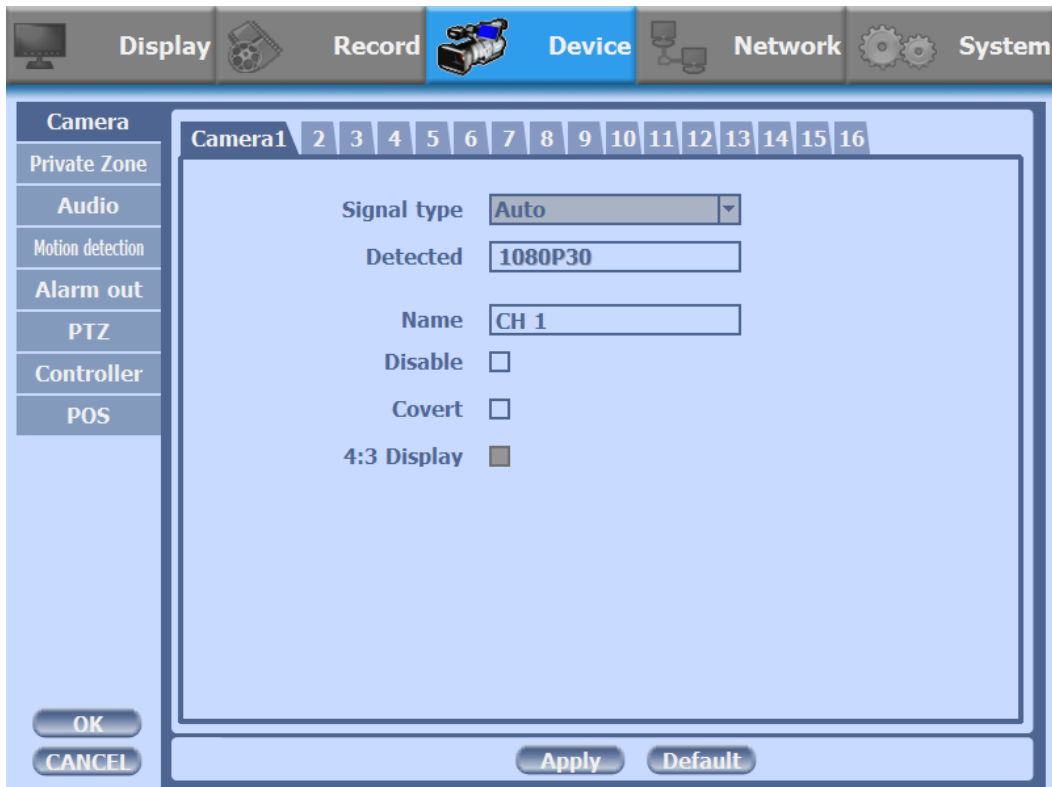 Display Record Device Network System
Camera
Private Zone
Audio
Motion detection
Alarm out
PTZ
Controller
POS
OK
CANCEL
Camera1 2 3 4 5 6 7 8 9 10 11 12 13 14 15 16
Signal type Auto
Detected 1080P30
Name CH 1
Disable
Covert
4:3 Display
Apply Default